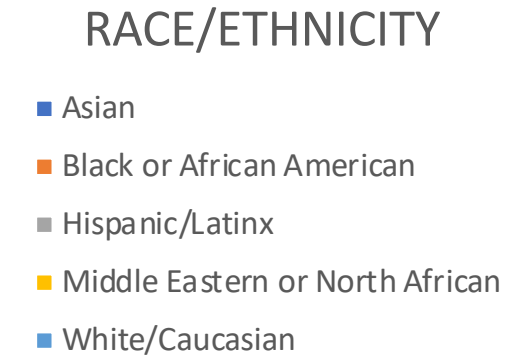 RACE/ETHNICITY
Asian
Black or African American
Hispanic/Latinx
Middle Eastern or North African
White/Caucasian